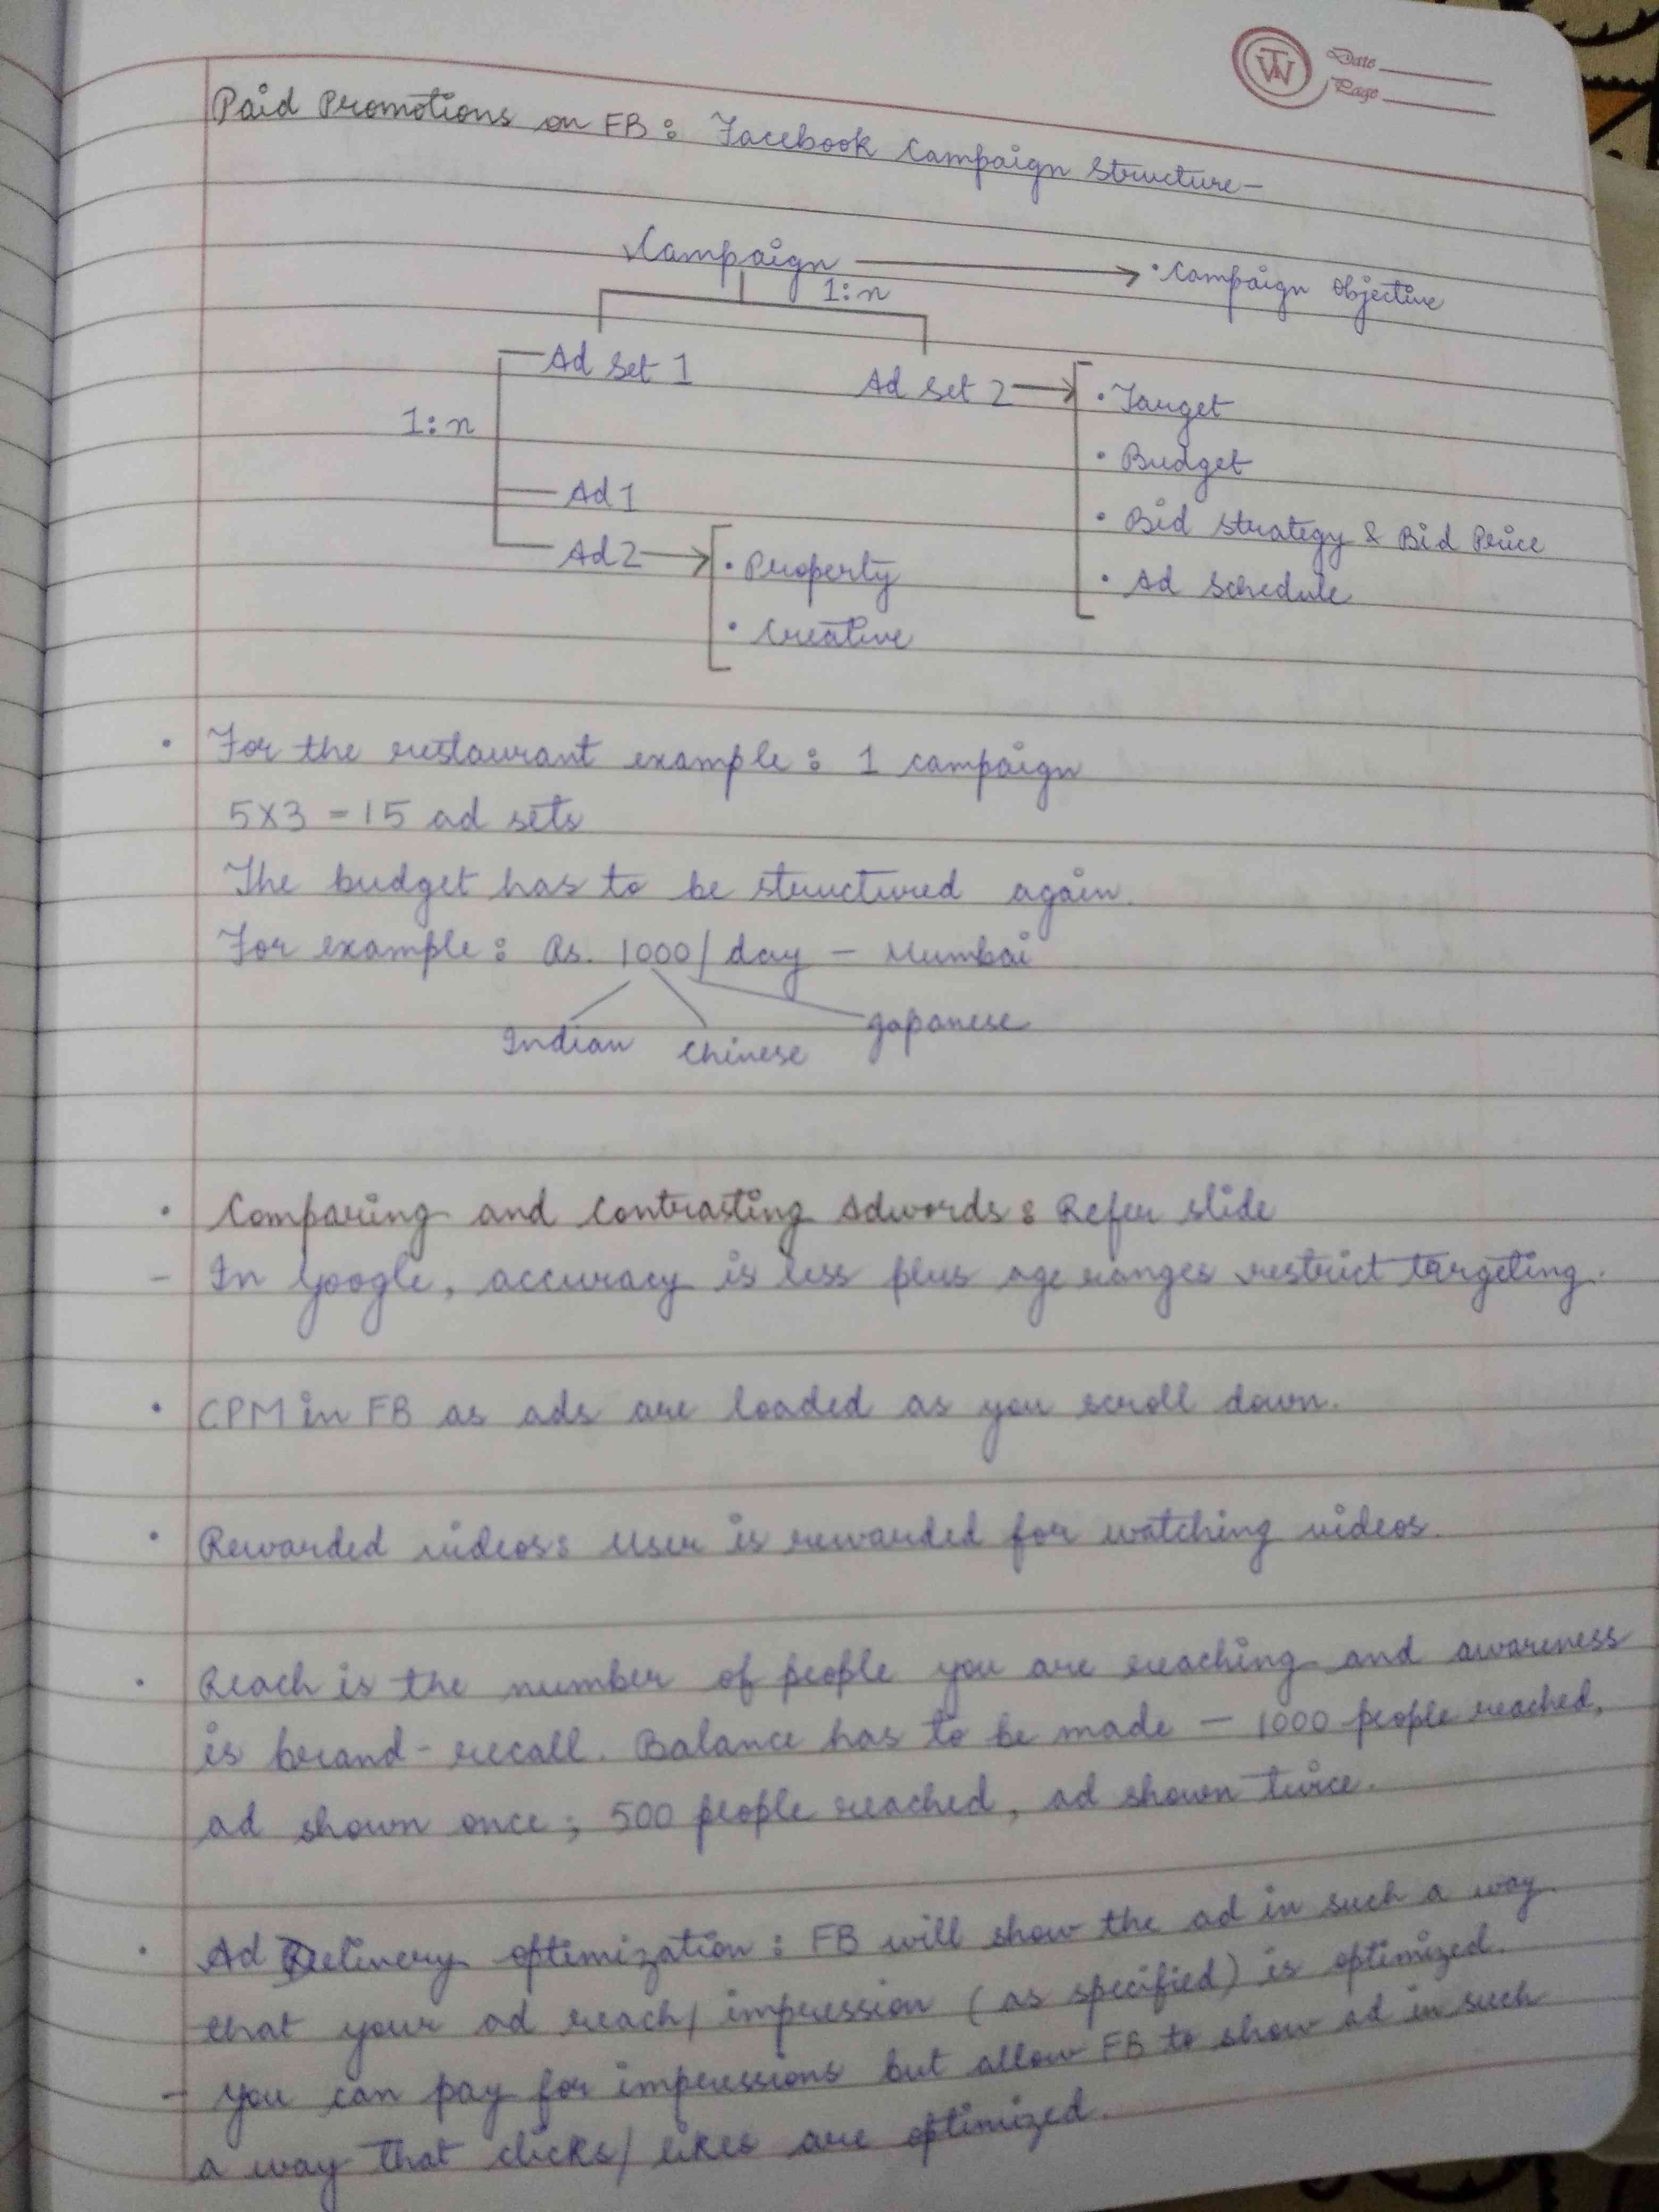 TW
Date
Page
Paid Promotions on FB: Facebook Campaign Structure-
Campaign → • Campaign Objective
1:n
Ad Set 1
Ad Set 2 → • Target
1:n
• Budget
Ad 1
• Bid Strategy & Bid Price
Ad 2 → • Property
• Ad Schedule
• Creative
• For the restaurant example: 1 campaign
5x3 = 15 ad sets
The budget has to be structured again.
For example: Rs. 1000/day - Mumbai
Indian Chinese Japanese
• Comparing and Contrasting Adwords: Refer slide
- In Google, accuracy is less plus age ranges restrict targeting.
• CPM in FB as ads are loaded as you scroll down.
• Rewarded videos: User is rewarded for watching videos.
• Reach is the number of people you are reaching and awareness
is brand-recall. Balance has to be made - 1000 people reached,
ad shown once; 500 people reached, ad shown twice.
• Ad Delivery optimization: FB will show the ad in such a way
that your ad reach/impression (as specified) is optimized.
- You can pay for impressions but allow FB to show ad in such
a way that clicks/likes are optimized.